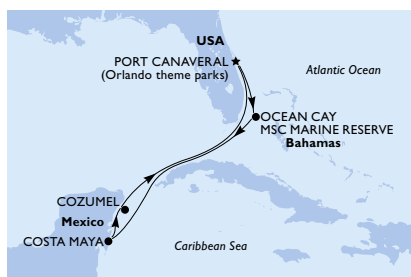 USA
PORT CANAVERAL
(Orlando theme parks)
Atlantic Ocean
OCEAN CAY
MSC MARINE RESERVE
Bahamas
COZUMEL
Mexico
COSTA MAYA
Caribbean Sea